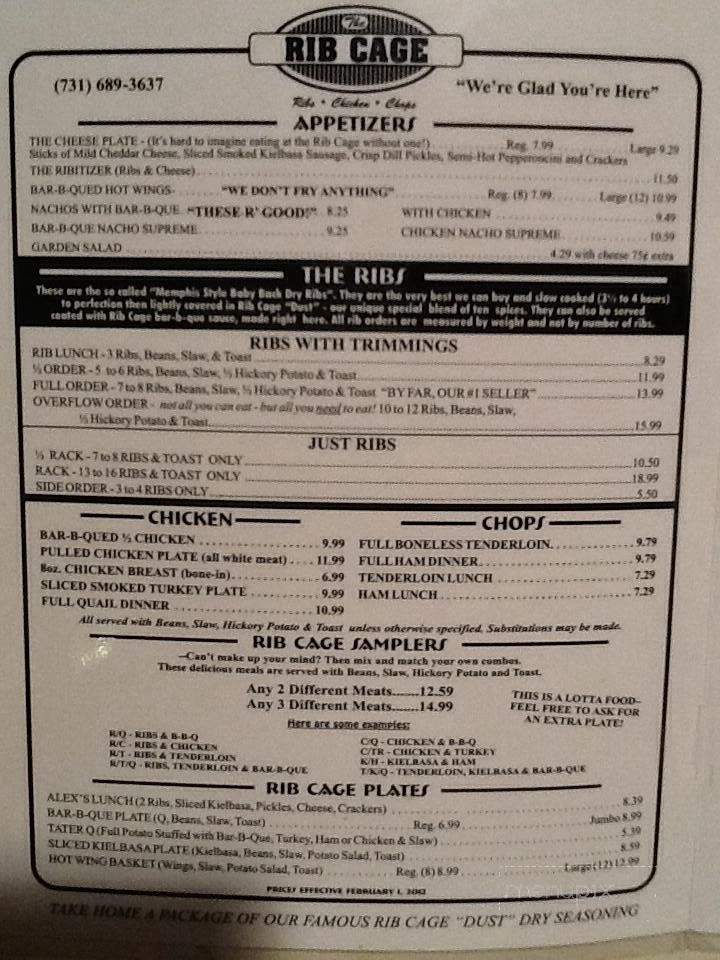 The
RIB CAGE
(731) 689-3637
"We're Glad You're Here"
Ribs • Chicken • Chops
APPETIZERS
THE CHEESE PLATE - (It's hard to imagine eating at the Rib Cage without one!) Reg. 7.99 Large 9.29
Sticks of Mild Cheddar Cheese, Sliced Smoked Kielbasa Sausage, Crisp Dill Pickles, Semi-Hot Pepperoncini and Crackers
THE RIBITIZER (Ribs & Cheese) 11.50
BAR-B-QUED HOT WINGS- "WE DON'T FRY ANYTHING" Reg. (8) 7.99 Large (12) 10.99
NACHOS WITH BAR-B-QUE "THESE R' GOOD!" 8.25 WITH CHICKEN 9.49
BAR-B-QUE NACHO SUPREME 9.25 CHICKEN NACHO SUPREME 10.59
GARDEN SALAD 4.29 with cheese 75¢ extra
THE RIBS
These are the so called "Memphis Style Baby Back Dry Ribs". They are the very best we can buy and slow cooked (3½ to 4 hours)
to perfection then lightly covered in Rib Cage "Dust" - our unique special blend of ten spices. They can also be served
coated with Rib Cage bar-b-que sauce, made right here. All rib orders are measured by weight and not by number of ribs.
RIBS WITH TRIMMINGS
RIB LUNCH - 3 Ribs, Beans, Slaw, & Toast 8.29
½ ORDER - 5 to 6 Ribs, Beans, Slaw, ½ Hickory Potato & Toast 11.99
FULL ORDER - 7 to 8 Ribs, Beans, Slaw, ½ Hickory Potato & Toast "BY FAR, OUR #1 SELLER" 13.99
OVERFLOW ORDER - not all you can eat - but all you need to eat! 10 to 12 Ribs, Beans, Slaw,
½ Hickory Potato & Toast 15.99
JUST RIBS
½ RACK - 7 to 8 RIBS & TOAST ONLY 10.50
RACK - 13 to 16 RIBS & TOAST ONLY 18.99
SIDE ORDER - 3 to 4 RIBS ONLY 5.50
CHICKEN
BAR-B-QUED ½ CHICKEN 9.99
PULLED CHICKEN PLATE (all white meat) 11.99
8oz. CHICKEN BREAST (bone-in) 6.99
SLICED SMOKED TURKEY PLATE 9.99
FULL QUAIL DINNER 10.99
CHOPS
FULL BONELESS TENDERLOIN 9.79
FULL HAM DINNER 9.79
TENDERLOIN LUNCH 7.29
HAM LUNCH 7.29
All served with Beans, Slaw, Hickory Potato & Toast unless otherwise specified. Substitutions may be made.
RIB CAGE SAMPLERS
—Can't make up your mind? Then mix and match your own combos.
These delicious meals are served with Beans, Slaw, Hickory Potato and Toast.
Any 2 Different Meats.......12.59
Any 3 Different Meats.......14.99
THIS IS A LOTTA FOOD–
FEEL FREE TO ASK FOR
AN EXTRA PLATE!
Here are some examples:
R/Q - RIBS & B-B-Q
R/C - RIBS & CHICKEN
R/T - RIBS & TENDERLOIN
R/T/Q - RIBS, TENDERLOIN & BAR-B-QUE
C/Q - CHICKEN & B-B-Q
C/TR - CHICKEN & TURKEY
K/H - KIELBASA & HAM
T/K/Q - TENDERLOIN, KIELBASA & BAR-B-QUE
RIB CAGE PLATES
ALEX'S LUNCH (2 Ribs, Sliced Kielbasa, Pickles, Cheese, Crackers) 8.39
BAR-B-QUE PLATE (Q, Beans, Slaw, Toast) Reg. 6.99 Jumbo 8.99
TATER Q (Full Potato Stuffed with Bar-B-Que, Turkey, Ham or Chicken & Slaw) 5.39
SLICED KIELBASA PLATE (Kielbasa, Beans, Slaw, Potato Salad, Toast) 8.59
HOT WING BASKET (Wings, Slaw, Potato Salad, Toast) Reg. (8) 8.99 Large (12) 12.99
PRICES EFFECTIVE FEBRUARY 1, 2012
TAKE HOME A PACKAGE OF OUR FAMOUS RIB CAGE "DUST" DRY SEASONING